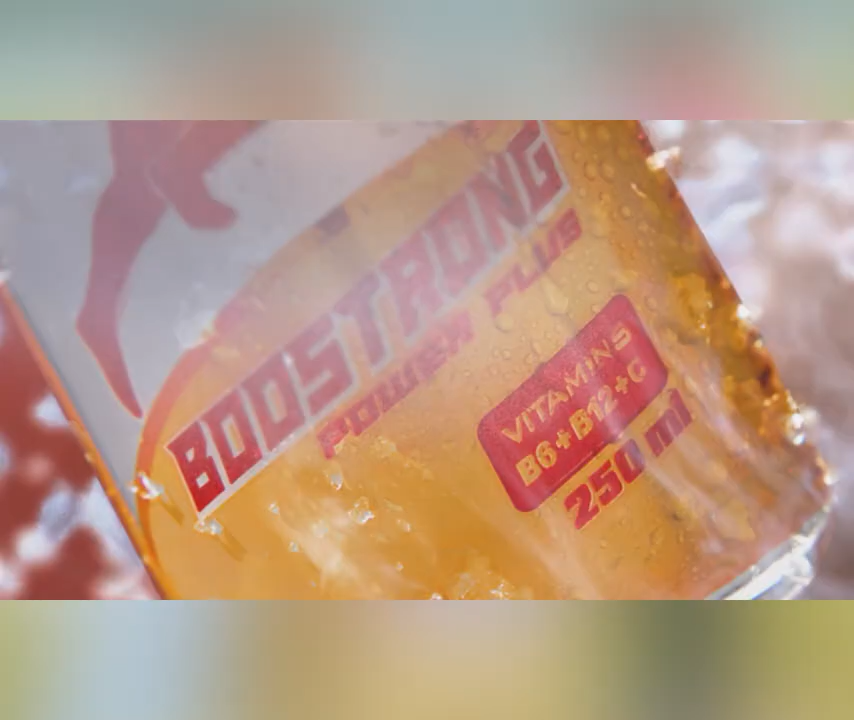 BOOSTRONG
POWER PLUS
VITAMINS
B6+B12+C
250 ml